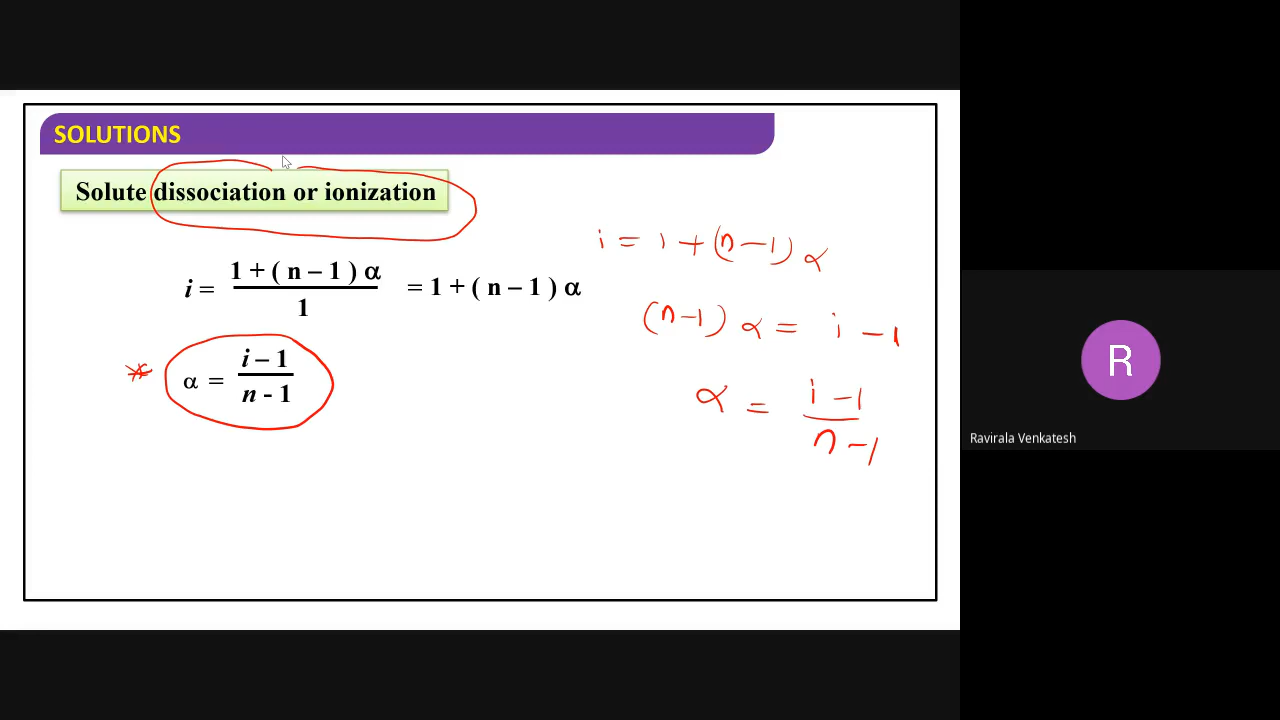 SOLUTIONS
Solute dissociation or ionization
i = 1 + ( n – 1 ) α / 1 = 1 + ( n – 1 ) α
* α = i – 1 / n - 1
i = 1 + (n – 1) α
(n – 1) α = i – 1
α = i – 1 / n – 1
R
Ravirala Venkatesh